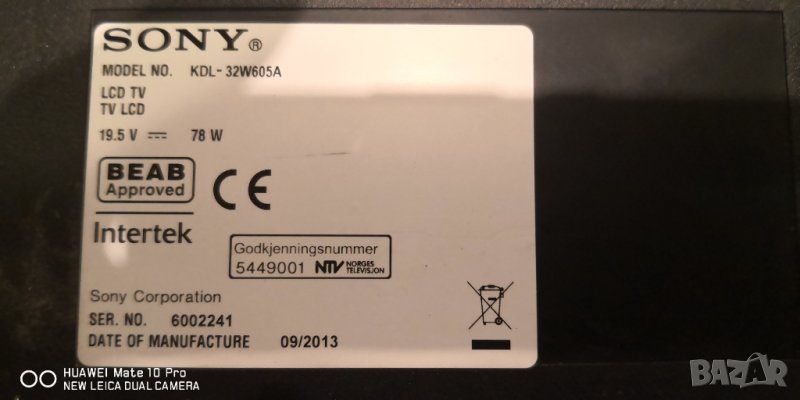 SONY®
MODEL NO. KDL-32W605A
LCD TV
TV LCD
19.5 V ⎓ 78 W
BEAB
Approved
CE
Intertek
Godkjenningsnummer
5449001 NTV NORGES TELEVISJON
Sony Corporation
SER. NO. 6002241
DATE OF MANUFACTURE 09/2013
HUAWEI Mate 10 Pro
NEW LEICA DUAL CAMERA
BAZAR